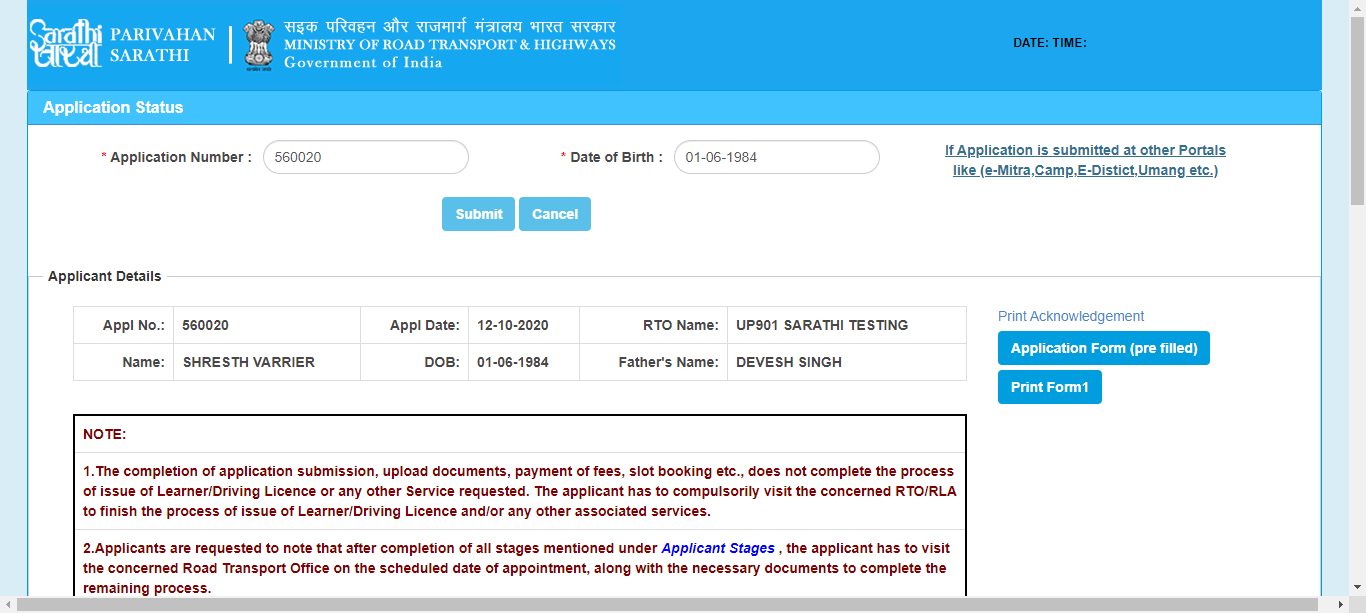 Sarathi
सारथी
PARIVAHAN
SARATHI
सड़क परिवहन और राजमार्ग मंत्रालय भारत सरकार
MINISTRY OF ROAD TRANSPORT & HIGHWAYS
Government of India
DATE: TIME:
Application Status
* Application Number : 560020
* Date of Birth : 01-06-1984
If Application is submitted at other Portals
like (e-Mitra,Camp,E-Distict,Umang etc.)
Submit Cancel
Applicant Details
Appl No.: 560020 Appl Date: 12-10-2020 RTO Name: UP901 SARATHI TESTING
Name: SHRESTH VARRIER DOB: 01-06-1984 Father's Name: DEVESH SINGH
Print Acknowledgement
Application Form (pre filled)
Print Form1
NOTE:
1.The completion of application submission, upload documents, payment of fees, slot booking etc., does not complete the process
of issue of Learner/Driving Licence or any other Service requested. The applicant has to compulsorily visit the concerned RTO/RLA
to finish the process of issue of Learner/Driving Licence and/or any other associated services.
2.Applicants are requested to note that after completion of all stages mentioned under Applicant Stages , the applicant has to visit
the concerned Road Transport Office on the scheduled date of appointment, along with the necessary documents to complete the
remaining process.